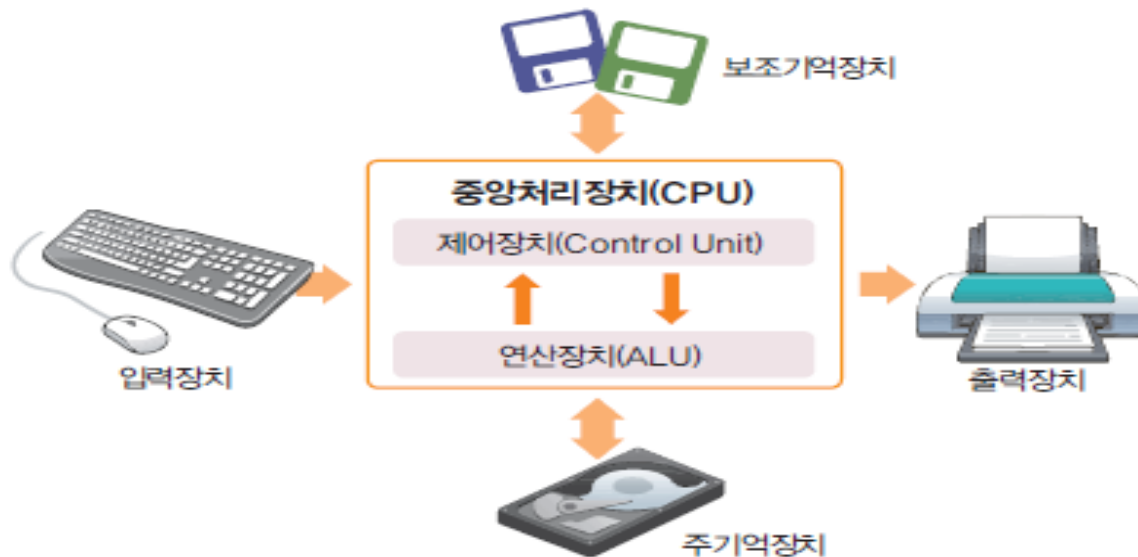 보조기억장치
중앙처리장치(CPU)
제어장치(Control Unit)
연산장치(ALU)
입력장치
출력장치
주기억장치